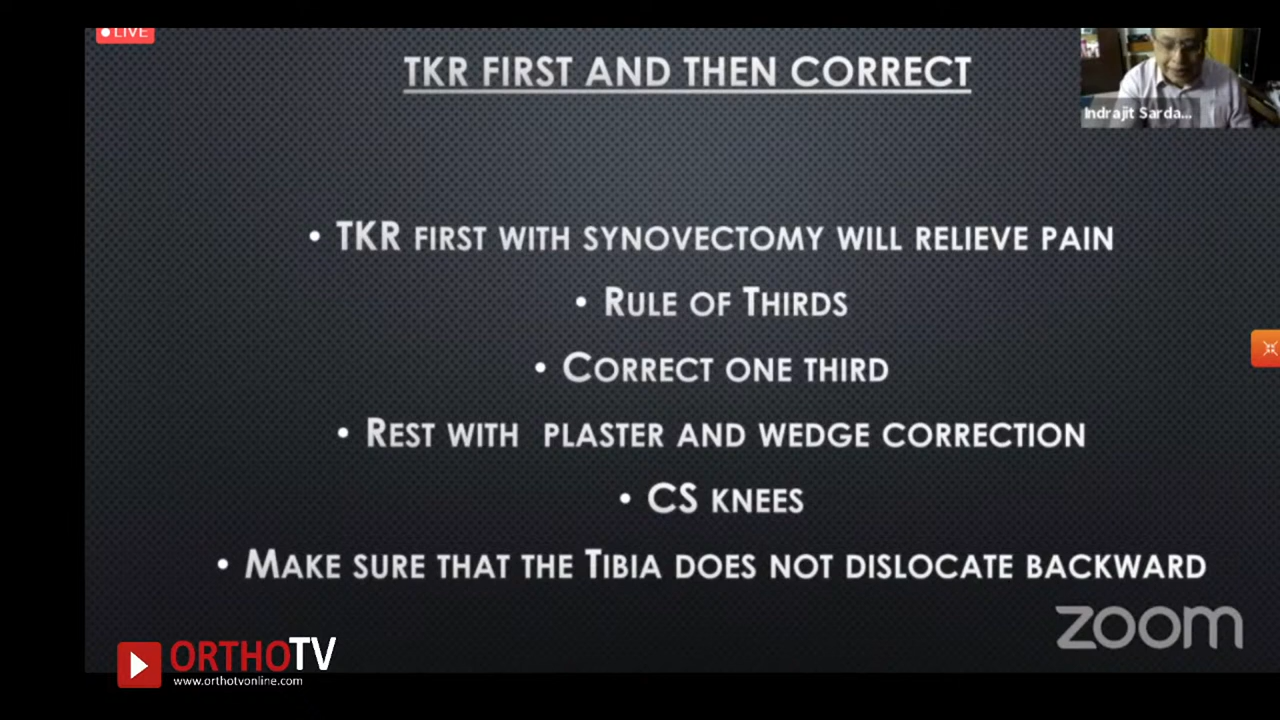 LIVE
TKR FIRST AND THEN CORRECT
Indrajit Sarda...
• TKR FIRST WITH SYNOVECTOMY WILL RELIEVE PAIN
• RULE OF THIRDS
• CORRECT ONE THIRD
• REST WITH PLASTER AND WEDGE CORRECTION
• CS KNEES
• MAKE SURE THAT THE TIBIA DOES NOT DISLOCATE BACKWARD
zoom
ORTHOTV
www.orthotvonline.com